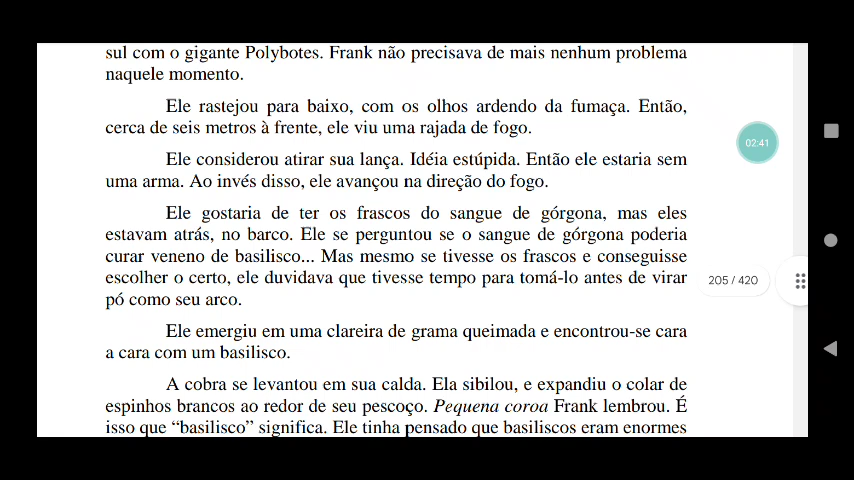 sul com o gigante Polybotes. Frank não precisava de mais nenhum problema
naquele momento.
Ele rastejou para baixo, com os olhos ardendo da fumaça. Então,
cerca de seis metros à frente, ele viu uma rajada de fogo.
Ele considerou atirar sua lança. Idéia estúpida. Então ele estaria sem
uma arma. Ao invés disso, ele avançou na direção do fogo.
Ele gostaria de ter os frascos do sangue de górgona, mas eles
estavam atrás, no barco. Ele se perguntou se o sangue de górgona poderia
curar veneno de basilisco... Mas mesmo se tivesse os frascos e conseguisse
escolher o certo, ele duvidava que tivesse tempo para tomá-lo antes de virar
pó como seu arco.
Ele emergiu em uma clareira de grama queimada e encontrou-se cara
a cara com um basilisco.
A cobra se levantou em sua calda. Ela sibilou, e expandiu o colar de
espinhos brancos ao redor de seu pescoço. Pequena coroa Frank lembrou. É
isso que “basilisco” significa. Ele tinha pensado que basiliscos eram enormes
02:41
205 / 420